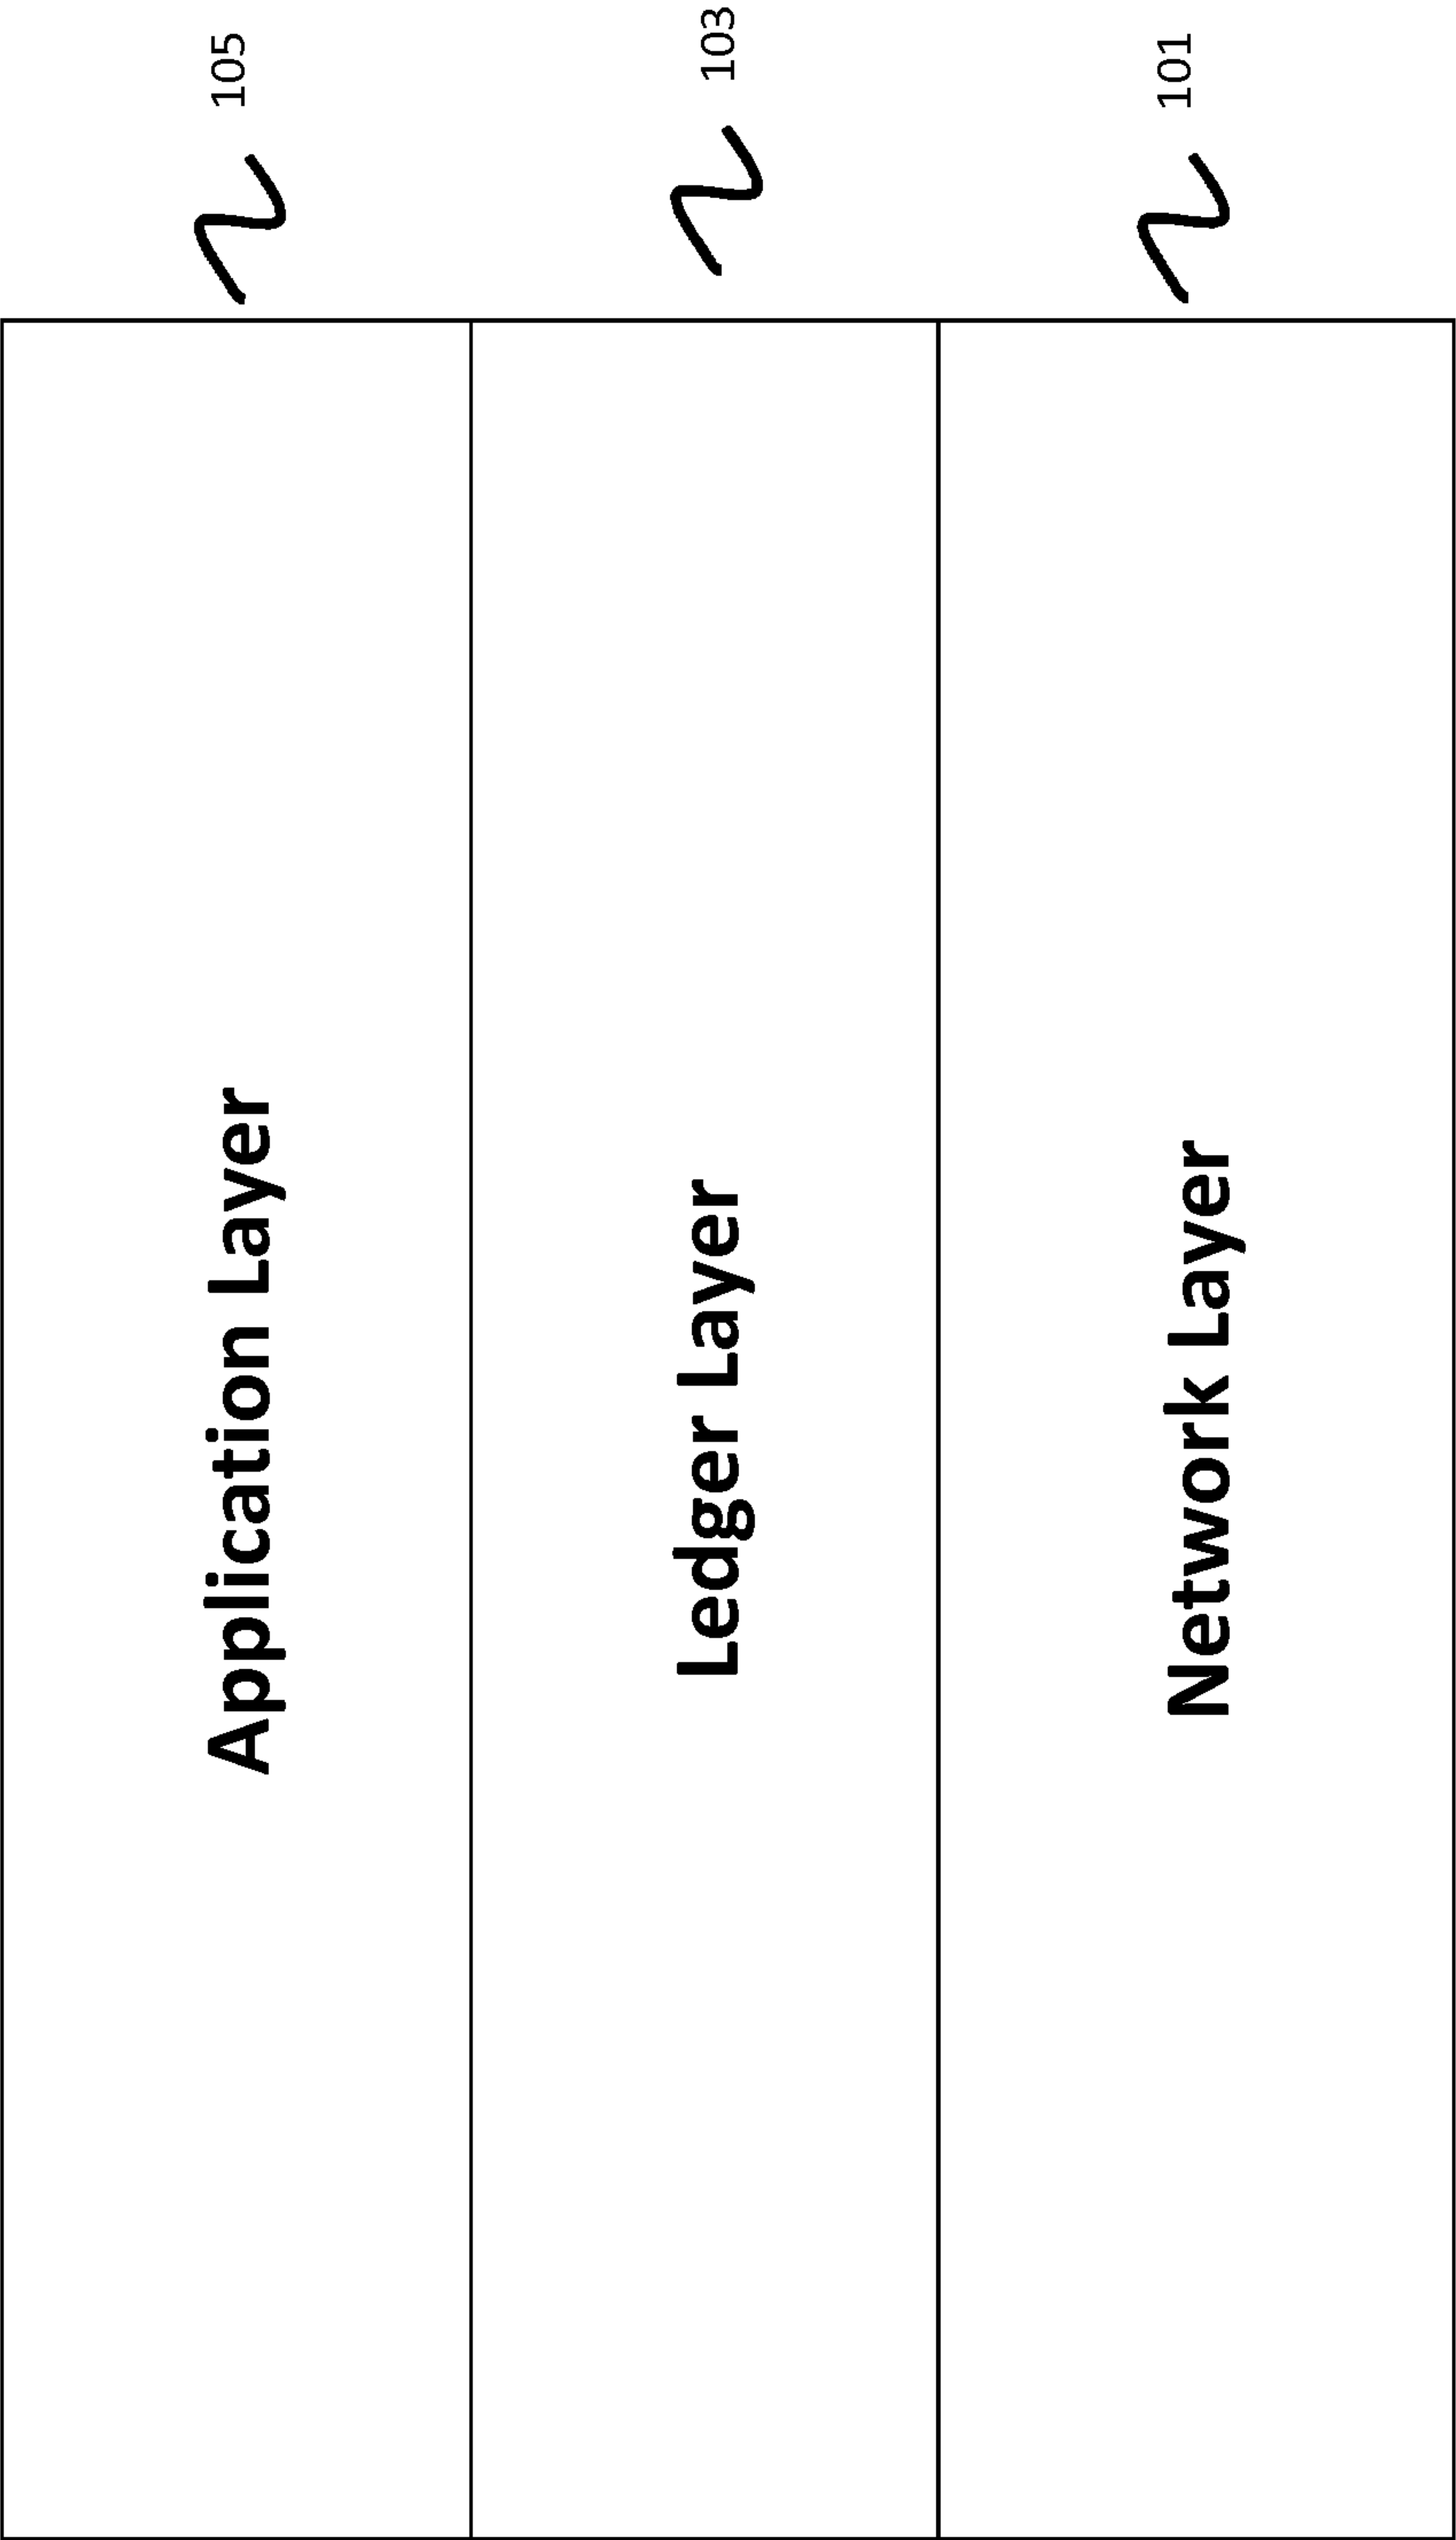 Application Layer
105
Ledger Layer
103
Network Layer
101